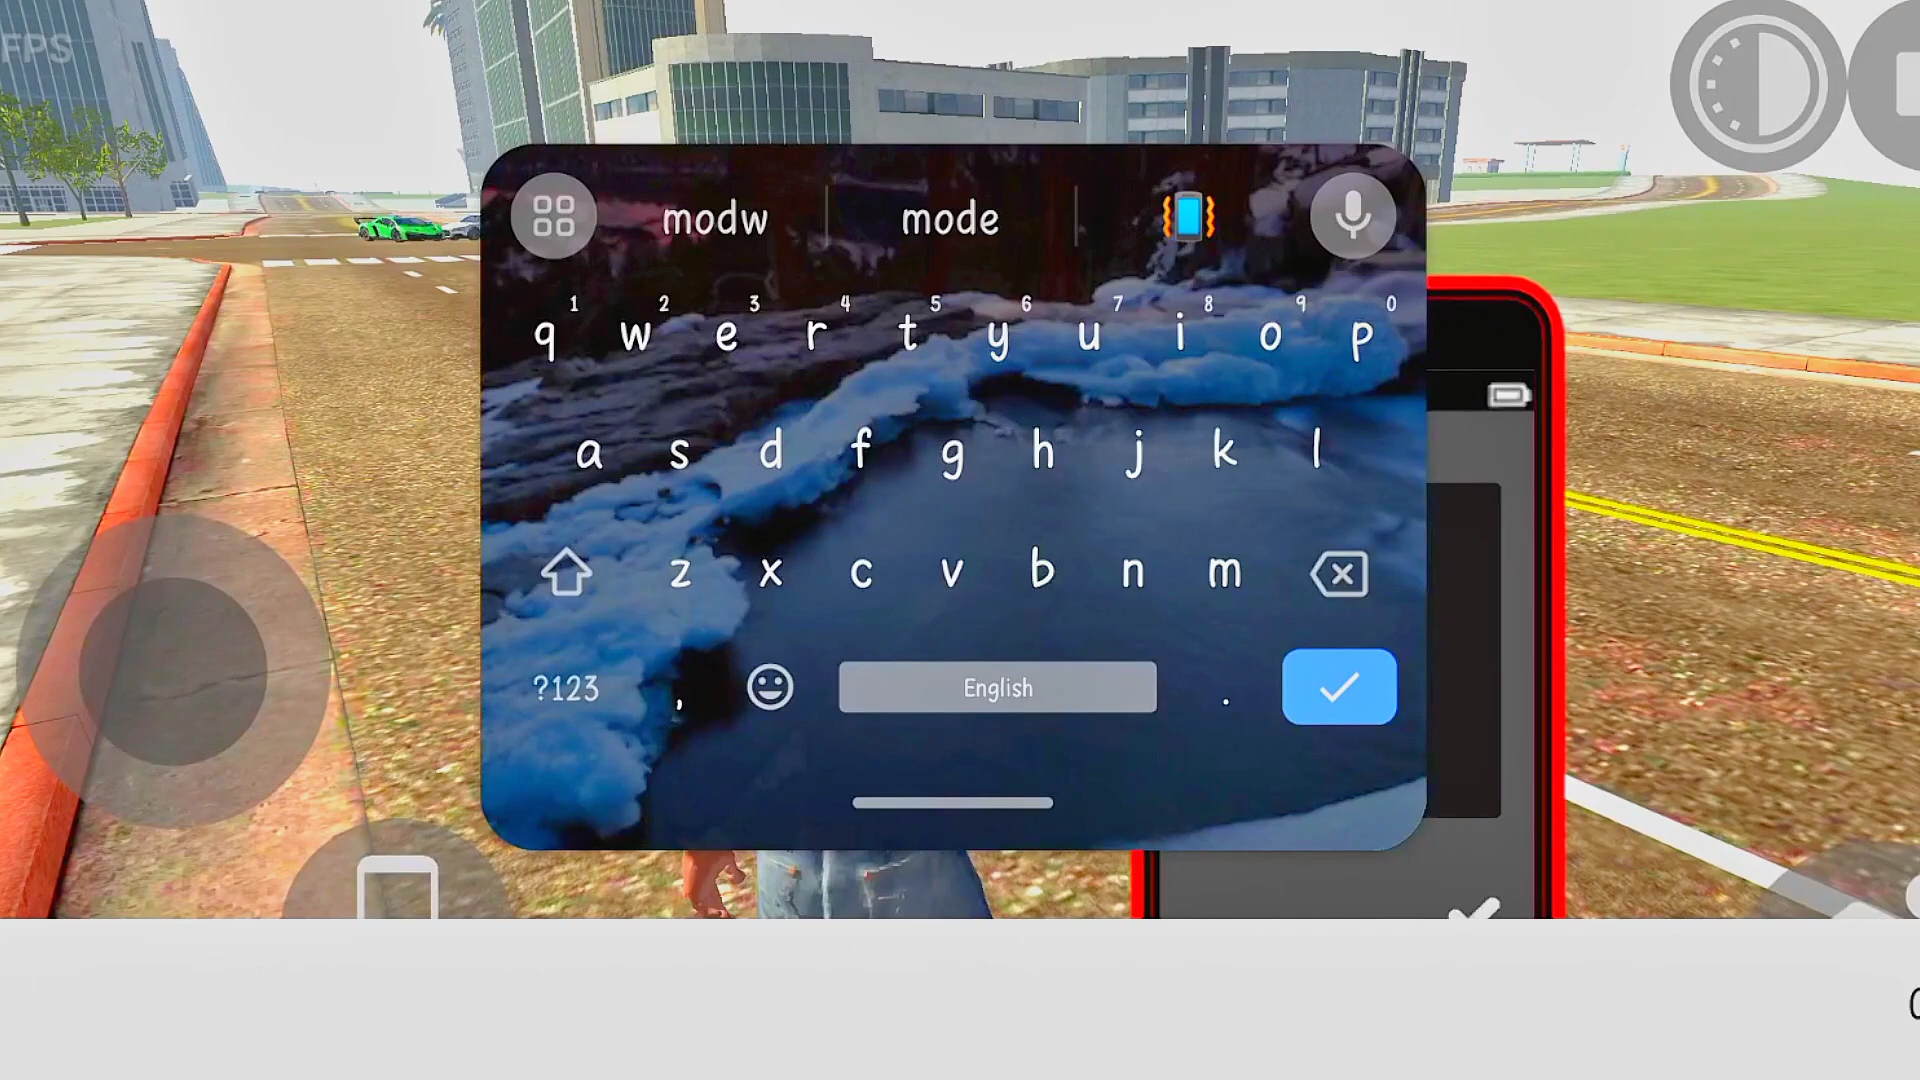 FPS
modw mode
1 2 3 4 5 6 7 8 9 0
q w e r t y u i o p
a s d f g h j k l
z x c v b n m
?123 , English .